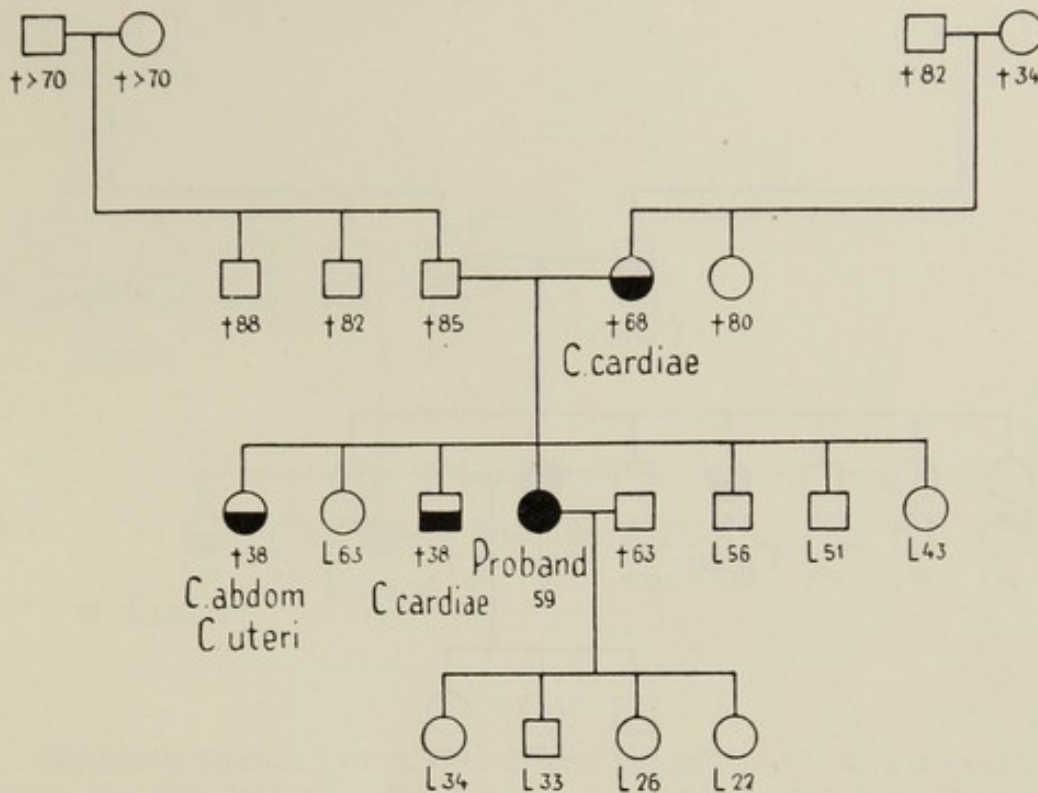 †>70 †>70 †82 †34
†88 †82 †85 †68 †80
C.cardiae
†38 L63 †38 Proband †63 L56 L51 L43
C.abdom C cardiae 59
C.uteri
L34 L33 L26 L22